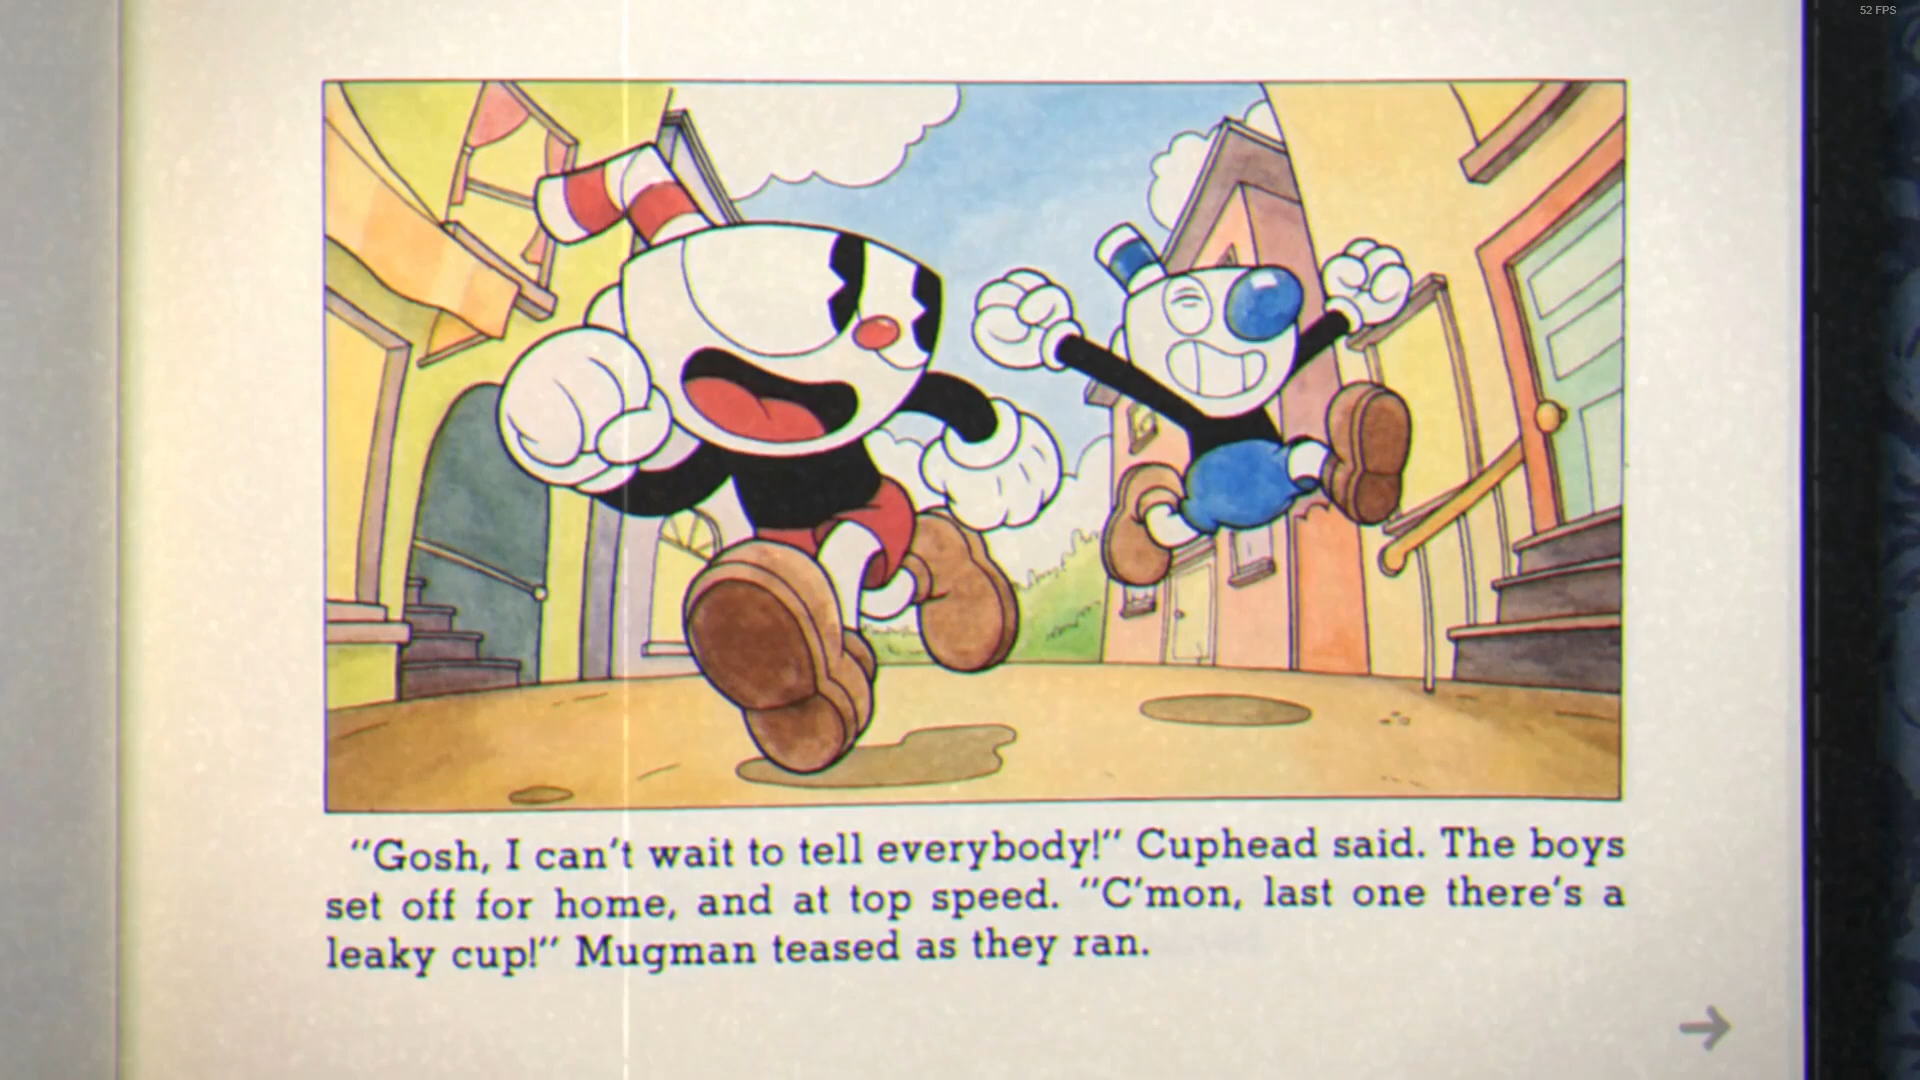 52 FPS
"Gosh, I can't wait to tell everybody!" Cuphead said. The boys
set off for home, and at top speed. "C'mon, last one there's a
leaky cup!" Mugman teased as they ran.